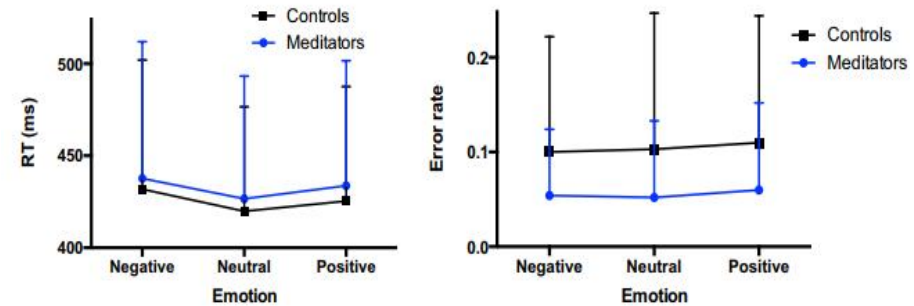 Controls
Meditators
RT (ms)
500
450
400
Negative Neutral Positive
Emotion
Controls
Meditators
Error rate
0.2
0.1
0.0
Negative Neutral Positive
Emotion